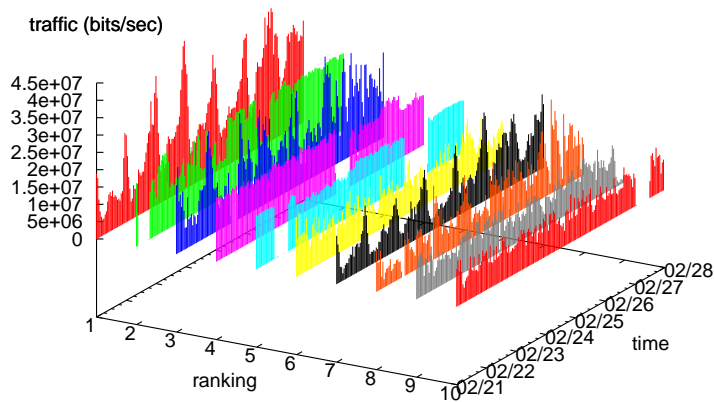 traffic (bits/sec)
4.5e+07
4e+07
3.5e+07
3e+07
2.5e+07
2e+07
1.5e+07
1e+07
5e+06
0
1
2
3
4
5
6
7
8
9
10
ranking
02/21
02/22
02/23
02/24
02/25
02/26
02/27
02/28
time